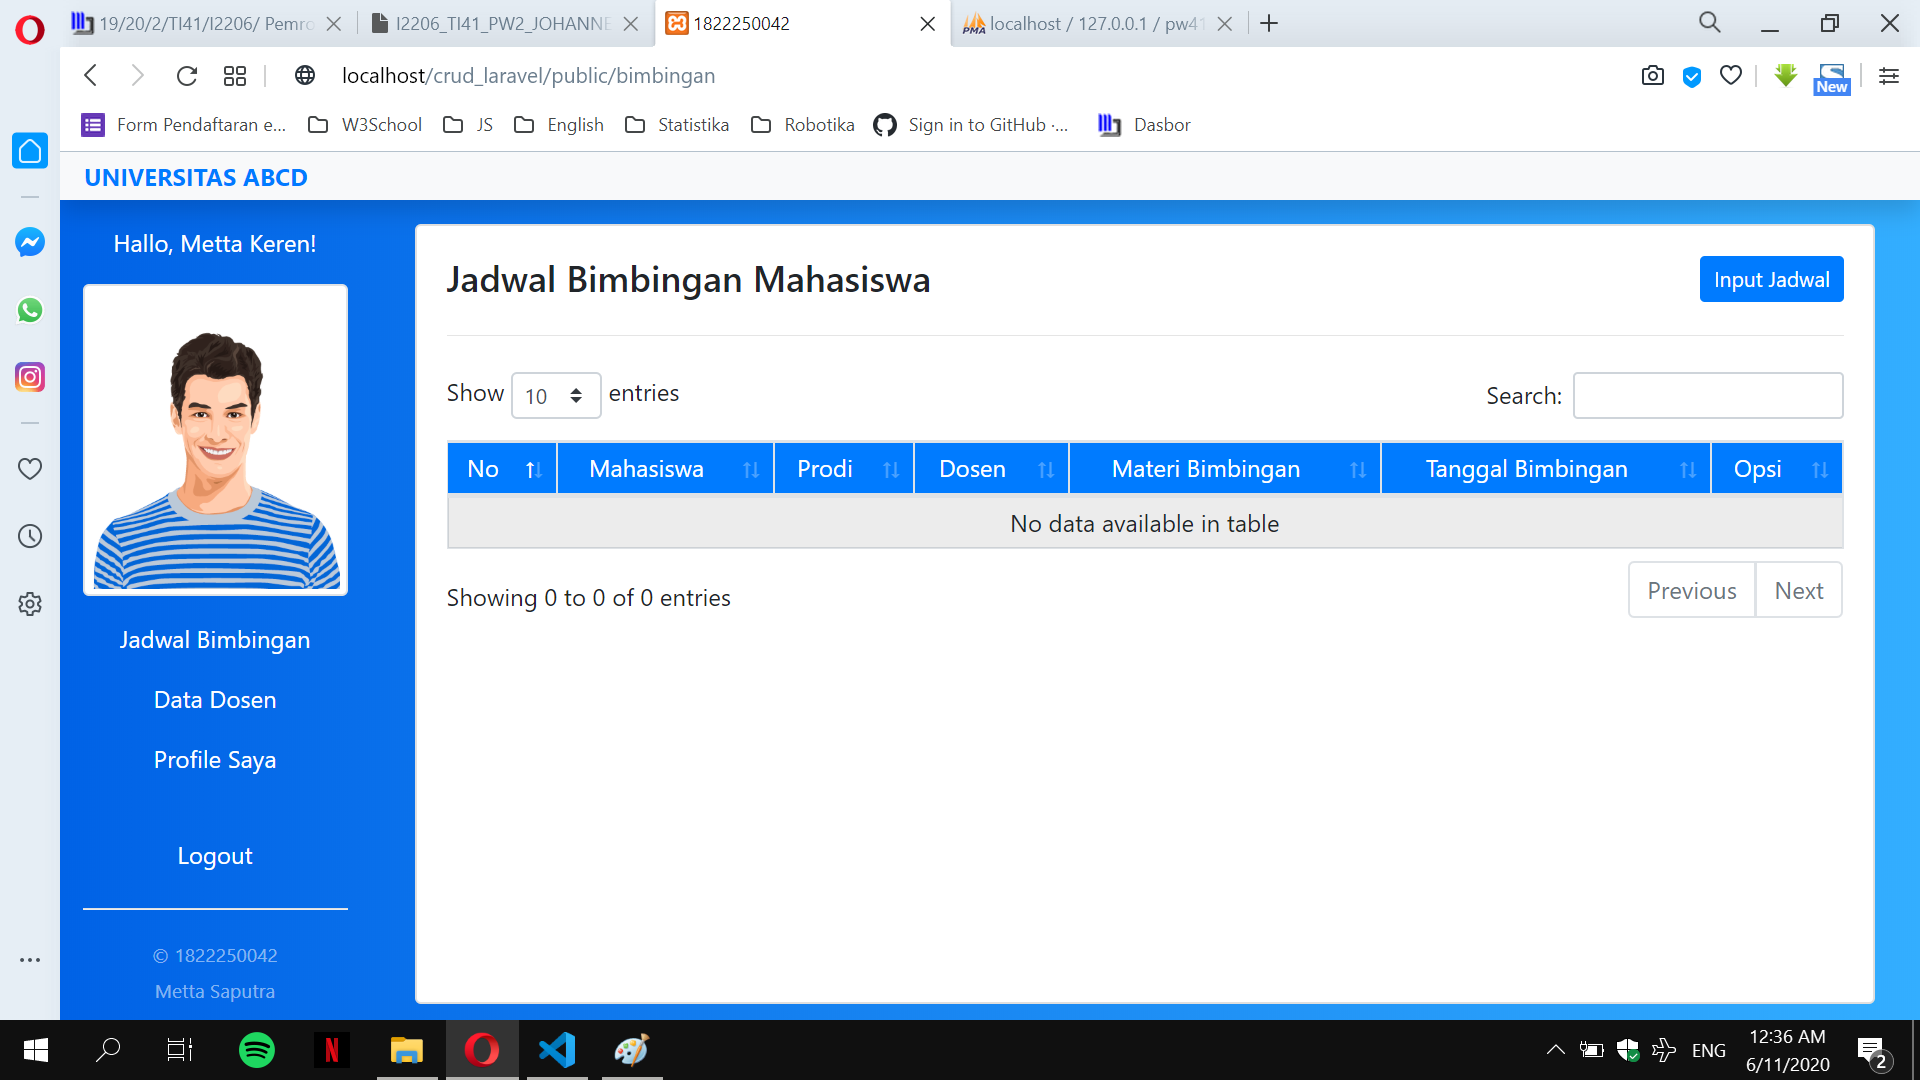 19/20/2/TI41/I2206/ Pemro
I2206_TI41_PW2_JOHANNE
1822250042
localhost / 127.0.0.1 / pw41
localhost/crud_laravel/public/bimbingan
New
Form Pendaftaran e...
W3School
JS
English
Statistika
Robotika
Sign in to GitHub ·...
Dasbor
UNIVERSITAS ABCD
Hallo, Metta Keren!
Jadwal Bimbingan
Data Dosen
Profile Saya
Logout
© 1822250042
Metta Saputra
Jadwal Bimbingan Mahasiswa
Input Jadwal
Show 10 entries
Search:
No Mahasiswa Prodi Dosen Materi Bimbingan Tanggal Bimbingan Opsi
No data available in table
Showing 0 to 0 of 0 entries
Previous Next
N
ENG
12:36 AM
6/11/2020
2